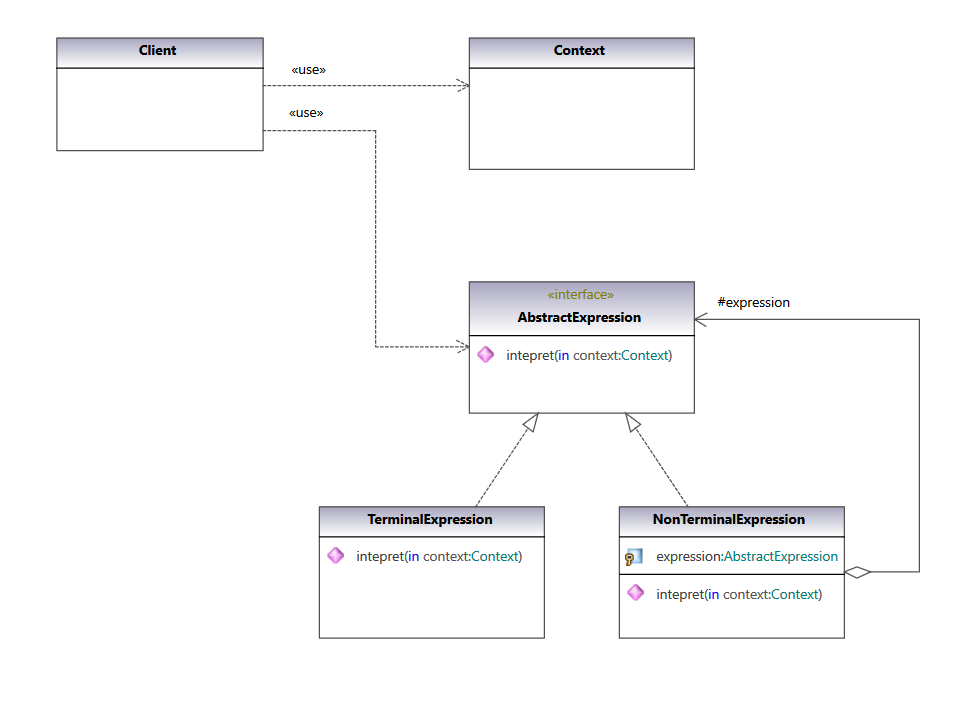 Client
«use»
Context
«use»
«interface»
AbstractExpression
#expression
intepret(in context:Context)
TerminalExpression
intepret(in context:Context)
NonTerminalExpression
expression:AbstractExpression
intepret(in context:Context)